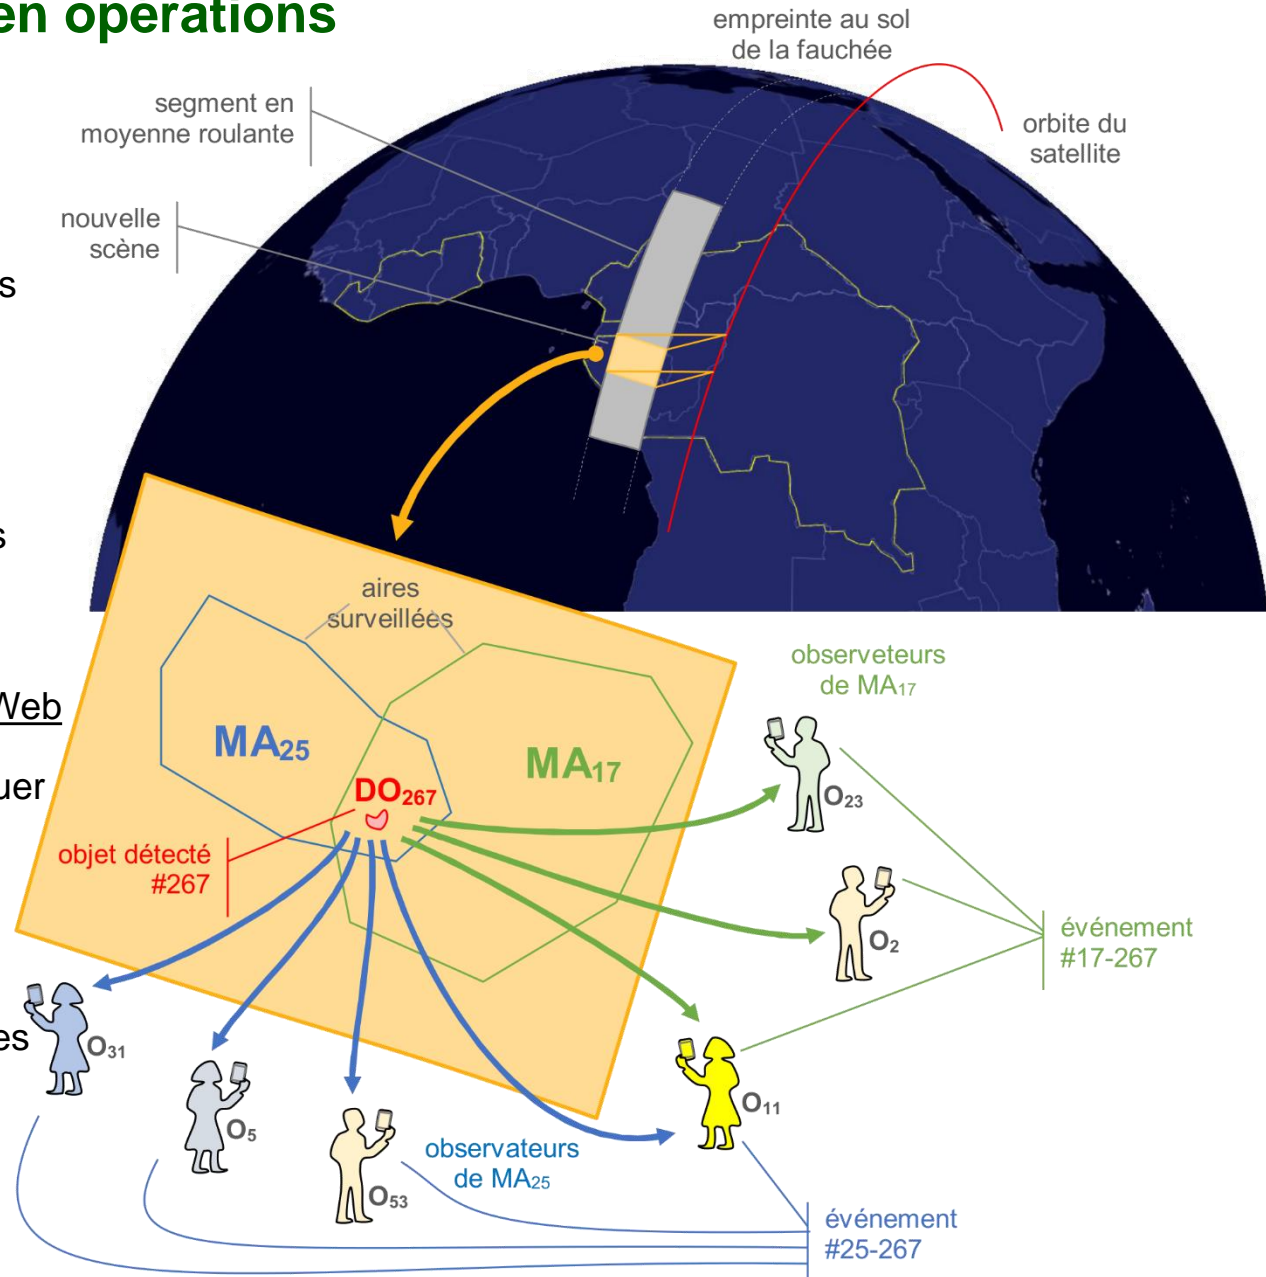 en operations
empreinte au sol
de la fauchée
segment en
moyenne roulante
orbite du
satellite
nouvelle
scène
s
s
aires
surveillées
observeteurs
de MA17
Web
MA25
MA17
uer
DO267
O23
objet détecté
#267
O2
événement
#17-267
es
O31
O11
O5
observateurs
de MA25
O53
événement
#25-267